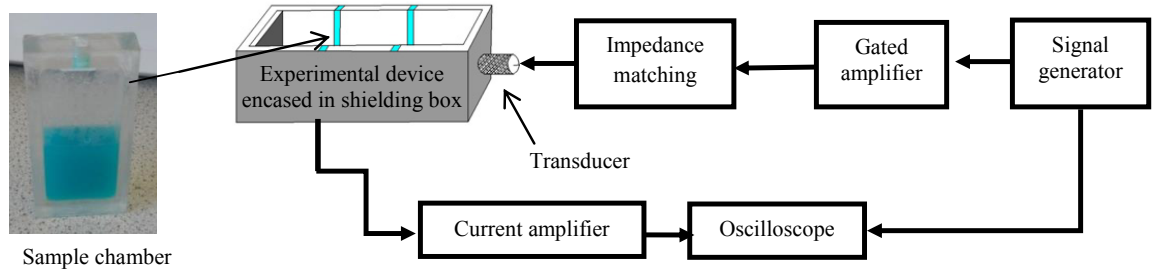 Experimental device
encased in shielding box
Impedance
matching
Gated
amplifier
Signal
generator
Transducer
Current amplifier
Oscilloscope
Sample chamber